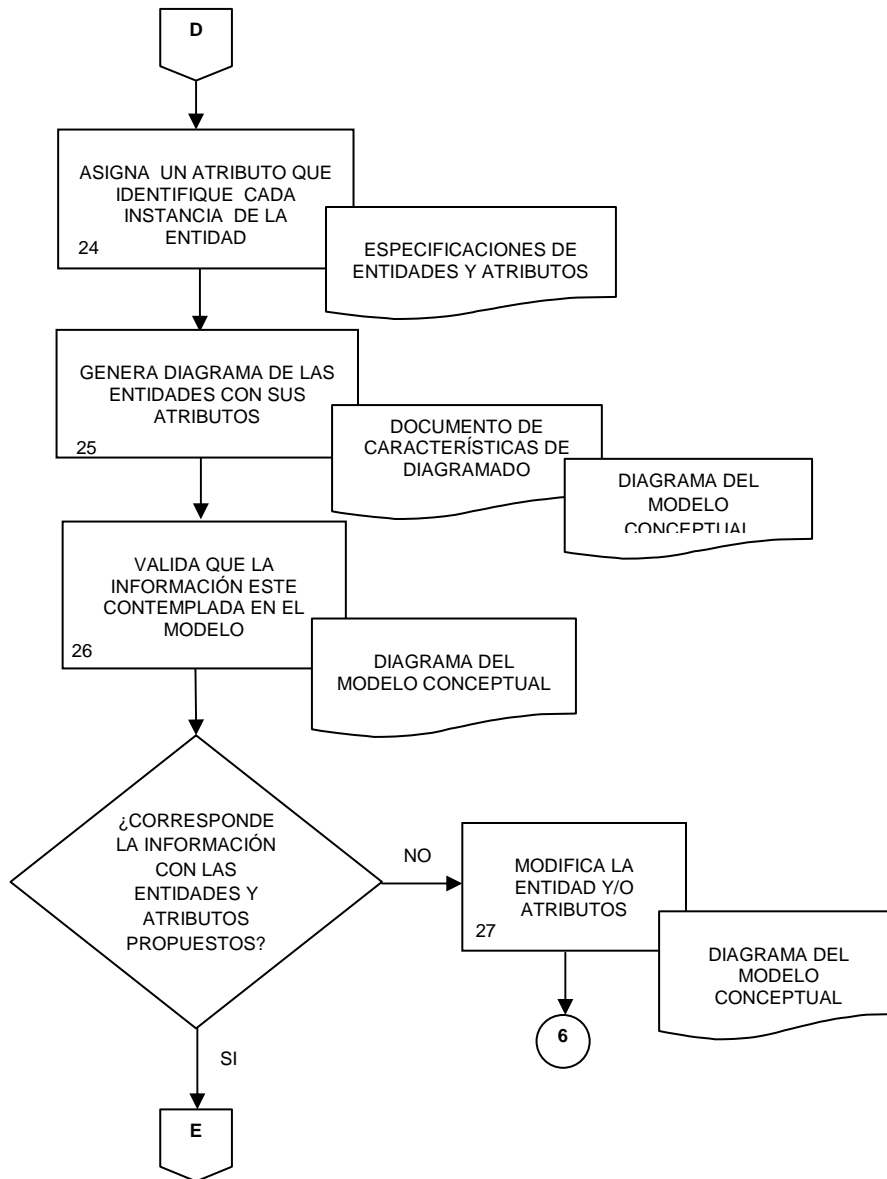 D
ASIGNA UN ATRIBUTO QUE
IDENTIFIQUE CADA
INSTANCIA DE LA
ENTIDAD
24
ESPECIFICACIONES DE
ENTIDADES Y ATRIBUTOS
GENERA DIAGRAMA DE LAS
ENTIDADES CON SUS
ATRIBUTOS
25
DOCUMENTO DE
CARACTERÍSTICAS DE
DIAGRAMADO
DIAGRAMA DEL
MODELO
CONCEPTUAL
VALIDA QUE LA
INFORMACIÓN ESTE
CONTEMPLADA EN EL
MODELO
26
DIAGRAMA DEL
MODELO CONCEPTUAL
¿CORRESPONDE
LA INFORMACIÓN
CON LAS
ENTIDADES Y
ATRIBUTOS
PROPUESTOS?
NO
MODIFICA LA
ENTIDAD Y/O
ATRIBUTOS
27
DIAGRAMA DEL
MODELO
CONCEPTUAL
6
SI
E